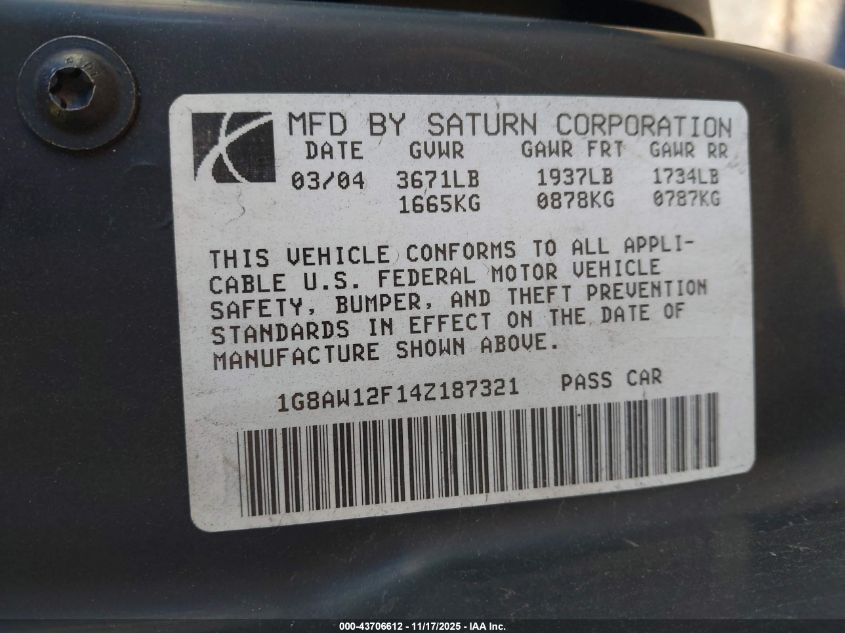 MFD BY SATURN CORPORATION
DATE GVWR GAWR FRT GAWR RR
03/04 3671LB 1937LB 1734LB
1665KG 0878KG 0787KG
THIS VEHICLE CONFORMS TO ALL APPLI-
CABLE U.S. FEDERAL MOTOR VEHICLE
SAFETY, BUMPER, AND THEFT PREVENTION
STANDARDS IN EFFECT ON THE DATE OF
MANUFACTURE SHOWN ABOVE.
1G8AW12F14Z187321 PASS CAR
000-43706612 - 11/17/2025 - IAA Inc.